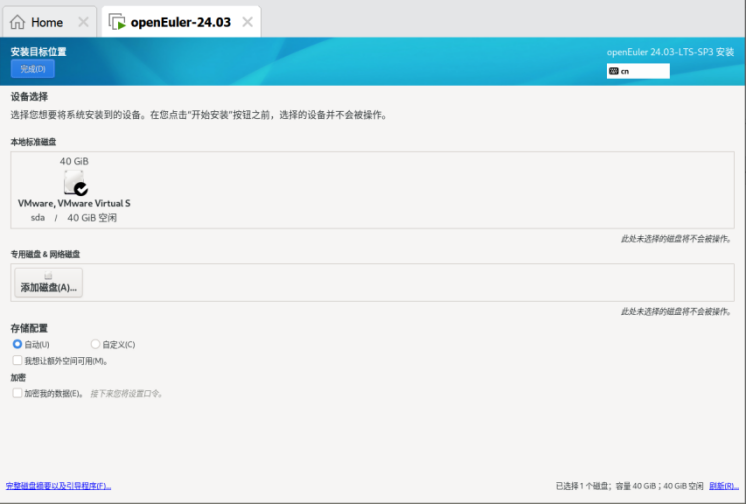 Home
openEuler-24.03
安装目标位置
openEuler 24.03-LTS-SP3 安装
完成(D)
cn
设备选择
选择您想要将系统安装到的设备。在您点击"开始安装"按钮之前，选择的设备并不会被操作。
本地标准磁盘
40 GiB
VMware, VMware Virtual S
sda / 40 GiB 空闲
此处未选择的磁盘将不会被操作。
专用磁盘 & 网络磁盘
添加磁盘(A)...
此处未选择的磁盘将不会被操作。
存储配置
自动(U) 自定义(C)
我想让额外空间可用(M)。
加密
加密我的数据(E)。 接下来您将设置口令。
完整磁盘摘要以及引导程序(F)... 已选择 1 个磁盘；容量 40 GiB；40 GiB 空闲 刷新(R)...